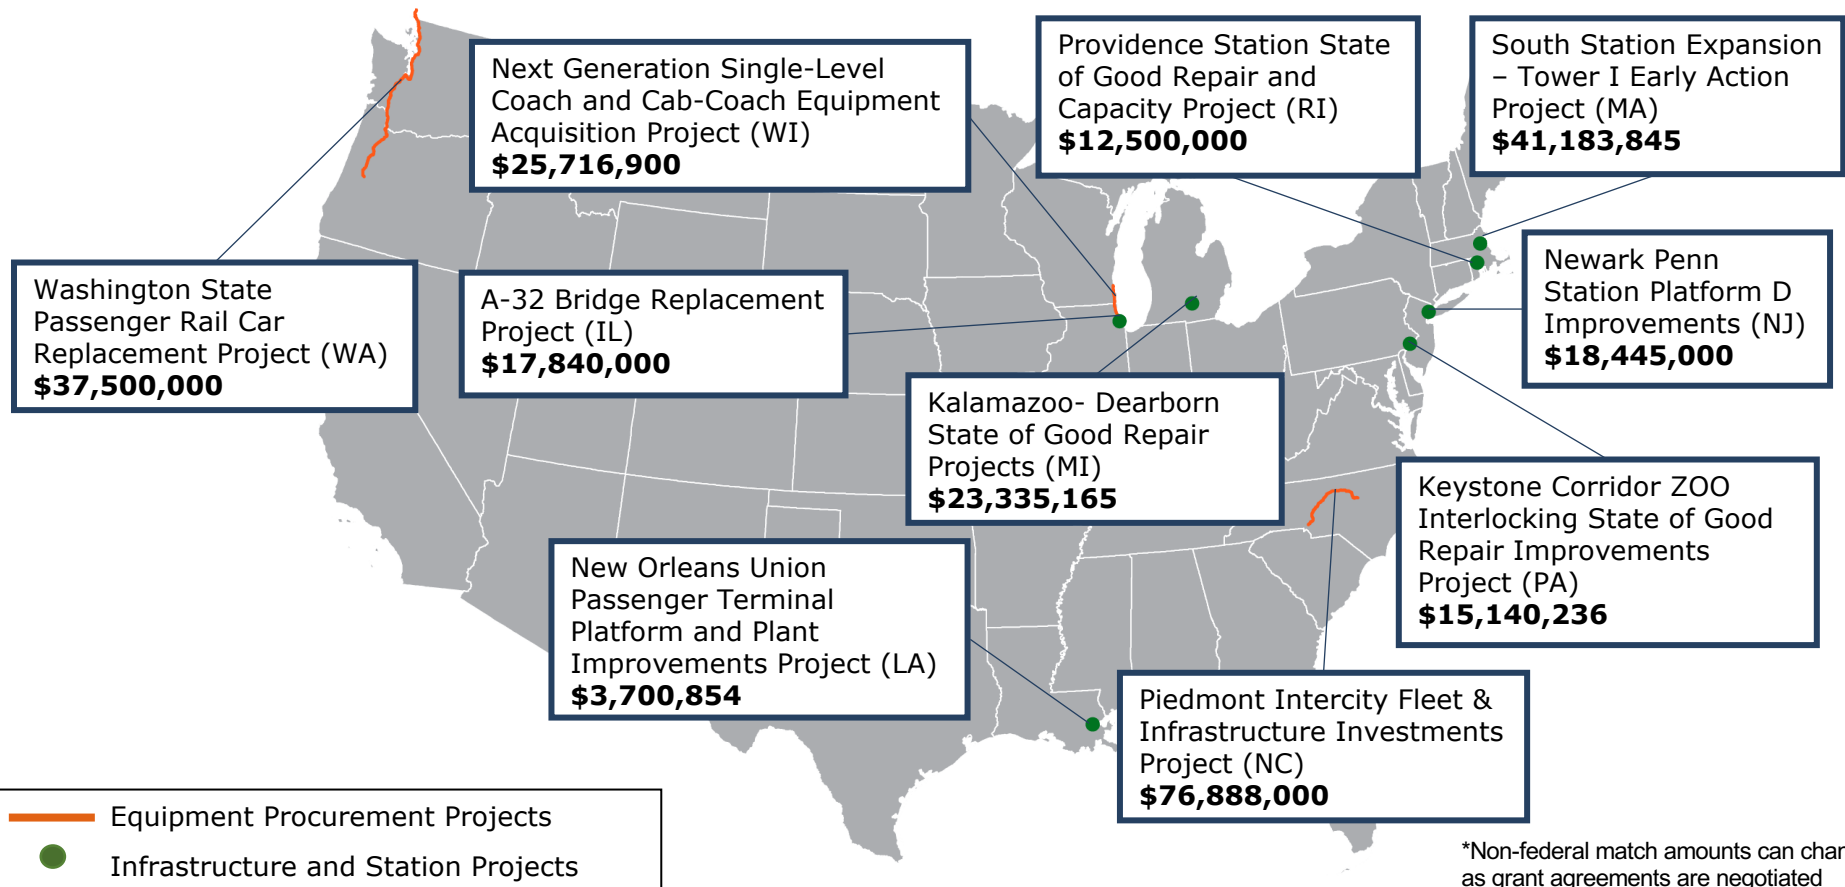 Next Generation Single-Level
Coach and Cab-Coach Equipment
Acquisition Project (WI)
$25,716,900
Providence Station State
of Good Repair and
Capacity Project (RI)
$12,500,000
South Station Expansion
– Tower I Early Action
Project (MA)
$41,183,845
Washington State
Passenger Rail Car
Replacement Project (WA)
$37,500,000
A-32 Bridge Replacement
Project (IL)
$17,840,000
Newark Penn
Station Platform D
Improvements (NJ)
$18,445,000
Kalamazoo- Dearborn
State of Good Repair
Projects (MI)
$23,335,165
Keystone Corridor ZOO
Interlocking State of Good
Repair Improvements
Project (PA)
$15,140,236
New Orleans Union
Passenger Terminal
Platform and Plant
Improvements Project (LA)
$3,700,854
Piedmont Intercity Fleet &
Infrastructure Investments
Project (NC)
$76,888,000
Equipment Procurement Projects
Infrastructure and Station Projects
*Non-federal match amounts can
as grant agreements are negotiated